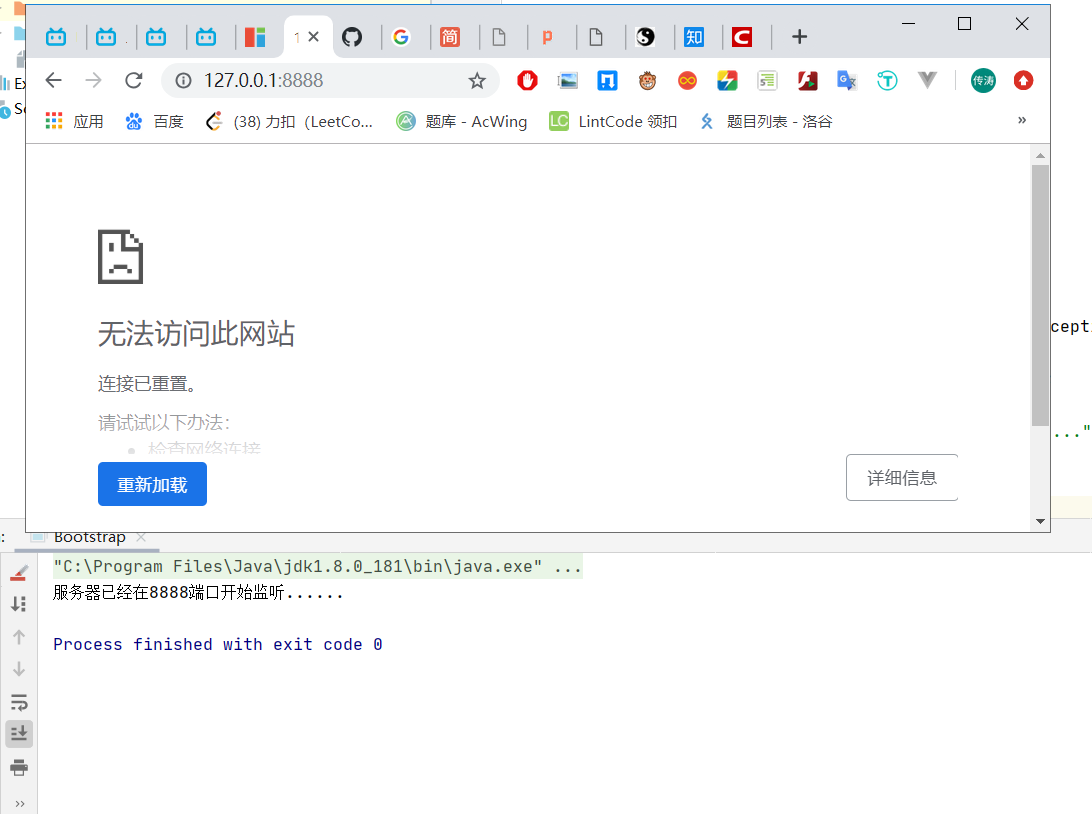 Ex
So
1
简
p
知
C
127.0.0.1:8888
传涛
应用
百度
(38) 力扣（LeetCo...
题库 - AcWing
LC
LintCode 领扣
题目列表 - 洛谷
»
无法访问此网站
连接已重置。
请试试以下办法：
检查网络连接
重新加载
详细信息
cept
..."
:
Bootstrap
"C:\Program Files\Java\jdk1.8.0_181\bin\java.exe" ...
服务器已经在8888端口开始监听......
Process finished with exit code 0